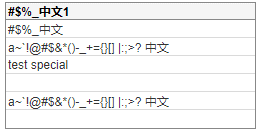 #$%_中文1
#$%_中文
a~`!@#$&*()-_+={}[] |:;>? 中文
test special
a~`!@#$&*()-_+={}[] |:;>? 中文